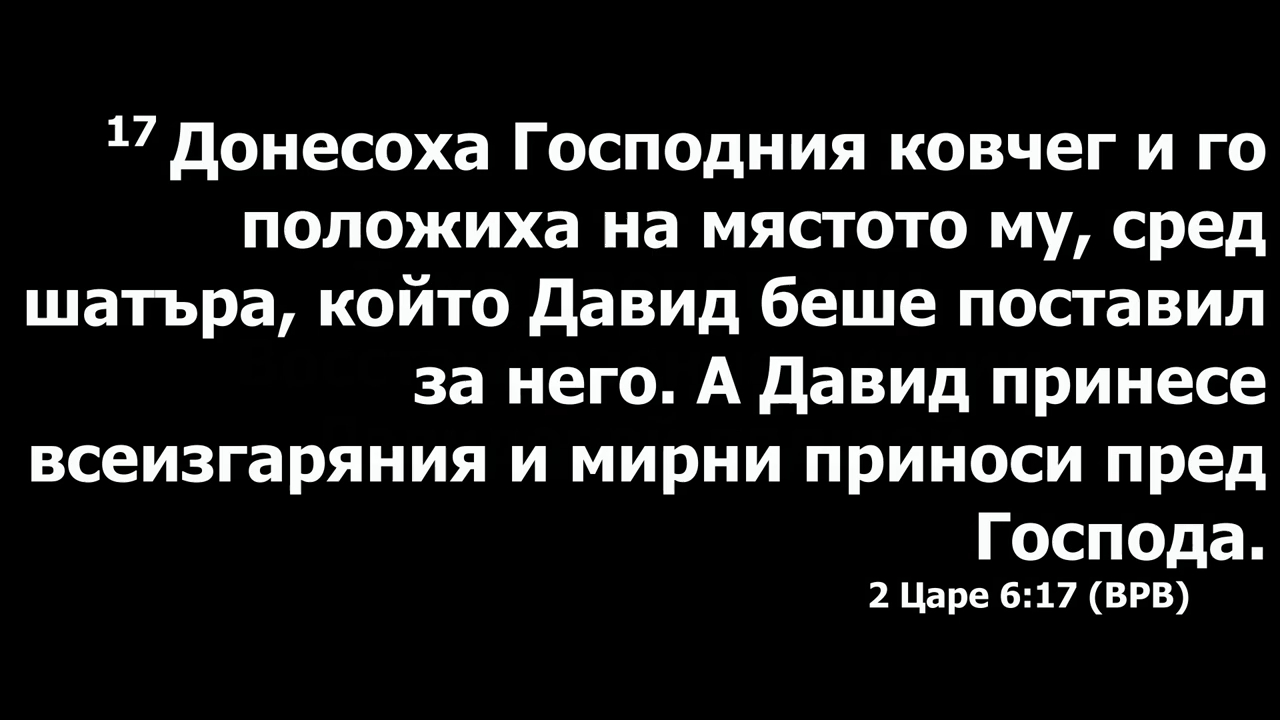 17 Донесоха Господния ковчег и го
положиха на мястото му, сред
шатъра, който Давид беше поставил
за него. А Давид принесе
всеизгаряния и мирни приноси пред
Господа.
2 Царе 6:17 (ВРВ)